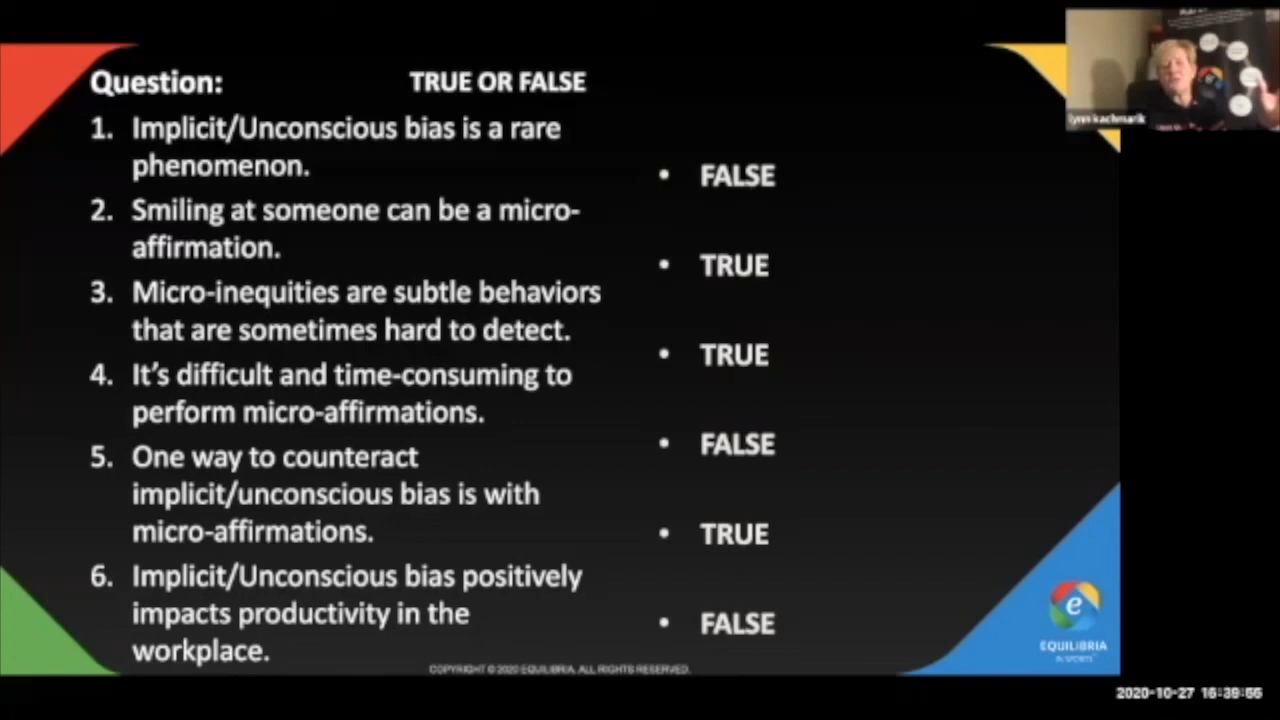 Question:
TRUE OR FALSE
1. Implicit/Unconscious bias is a rare
phenomenon.
2. Smiling at someone can be a micro-
affirmation.
3. Micro-inequities are subtle behaviors
that are sometimes hard to detect.
4. It's difficult and time-consuming to
perform micro-affirmations.
5. One way to counteract
implicit/unconscious bias is with
micro-affirmations.
6. Implicit/Unconscious bias positively
impacts productivity in the
workplace.
• FALSE
• TRUE
• TRUE
• FALSE
• TRUE
• FALSE
COPYRIGHT © 2020 EQUILIBRIA. ALL RIGHTS RESERVED.
e
EQUILIBRIA
IN SPORTS™
lynn kachmarik
2020-10-27 16:39:56